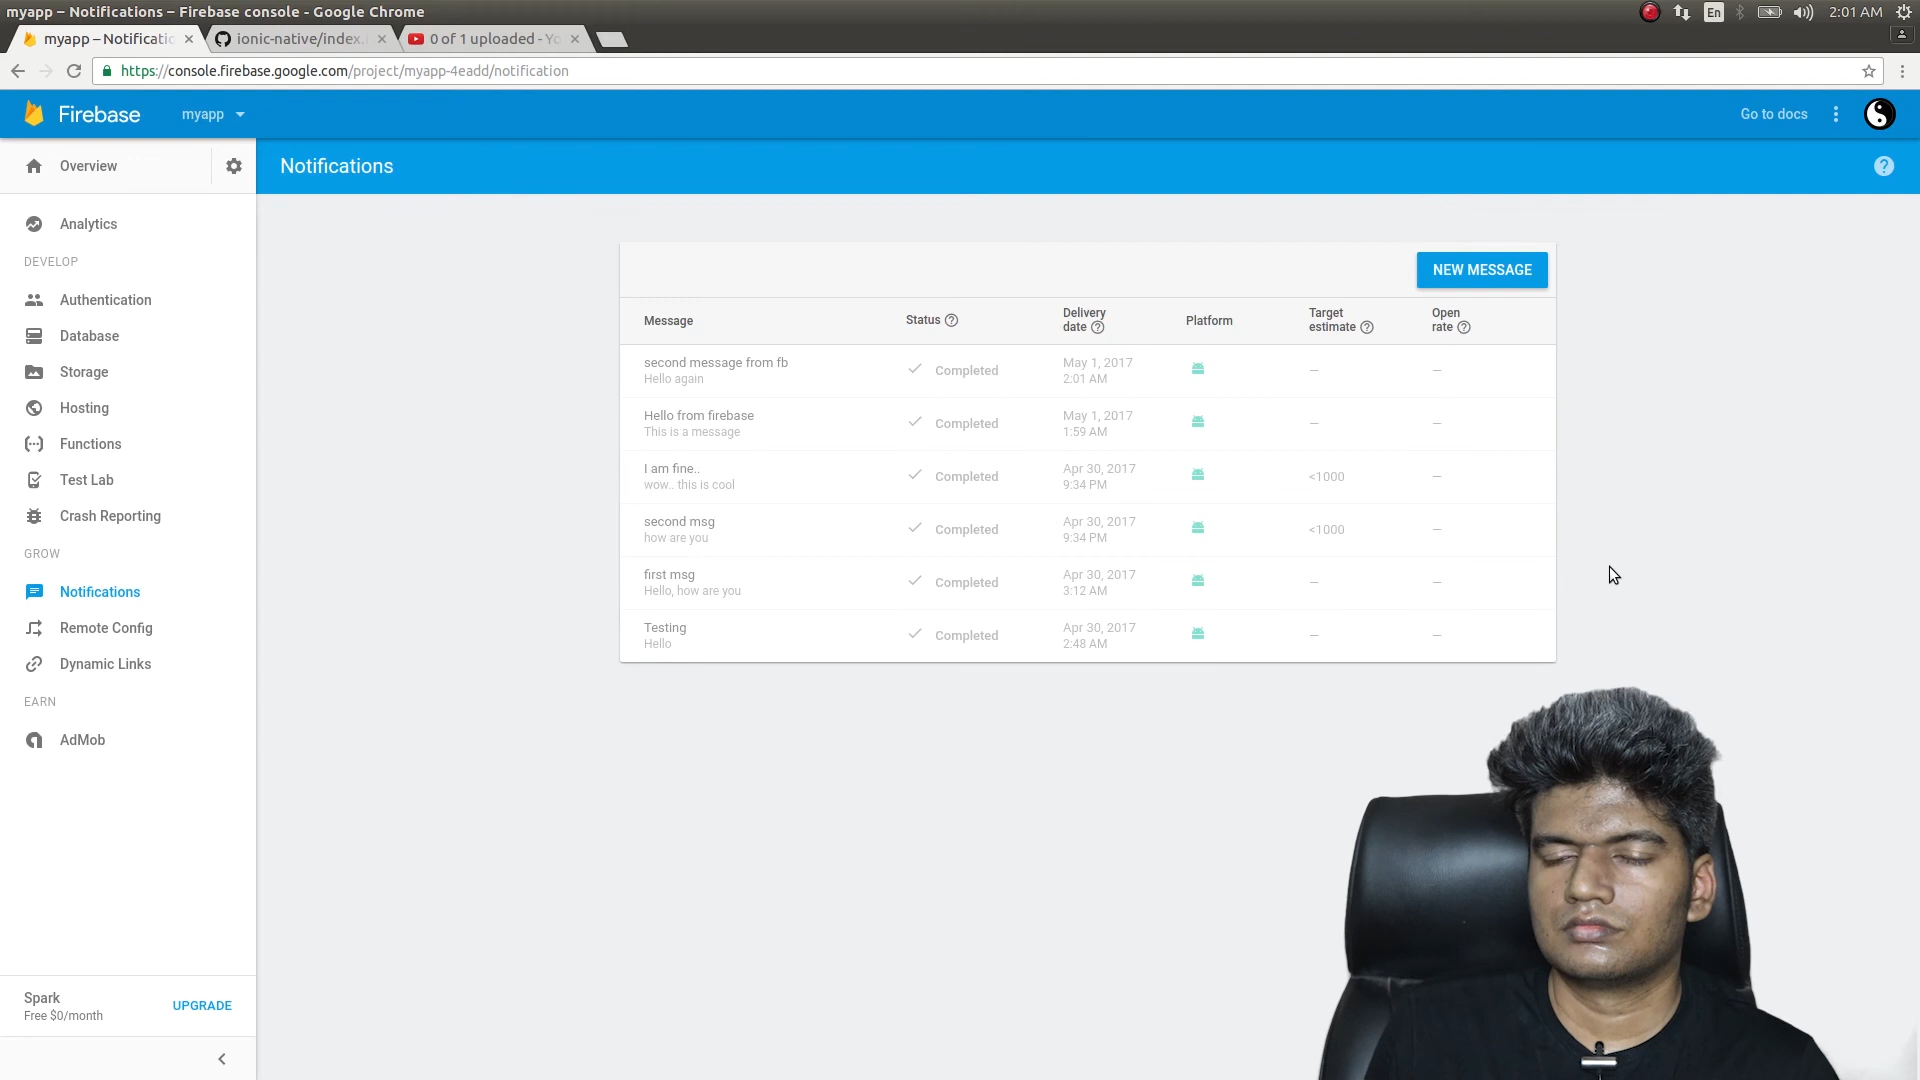 myapp – Notifications – Firebase console - Google Chrome
En
2:01 AM
myapp – Notificatio
ionic-native/index.
0 of 1 uploaded - Yo
https://console.firebase.google.com/project/myapp-4eadd/notification
Firebase
myapp
Go to docs
Overview
Notifications
Analytics
DEVELOP
Authentication
Database
Storage
Hosting
Functions
Test Lab
Crash Reporting
GROW
Notifications
Remote Config
Dynamic Links
EARN
AdMob
Spark
Free $0/month
UPGRADE
NEW MESSAGE
Message
Status
Delivery
date
Platform
Target
estimate
Open
rate
second message from fb
Hello again
Completed
May 1, 2017
2:01 AM
—
—
Hello from firebase
This is a message
Completed
May 1, 2017
1:59 AM
—
—
I am fine..
wow.. this is cool
Completed
Apr 30, 2017
9:34 PM
<1000
—
second msg
how are you
Completed
Apr 30, 2017
9:34 PM
<1000
—
first msg
Hello, how are you
Completed
Apr 30, 2017
3:12 AM
—
—
Testing
Hello
Completed
Apr 30, 2017
2:48 AM
—
—